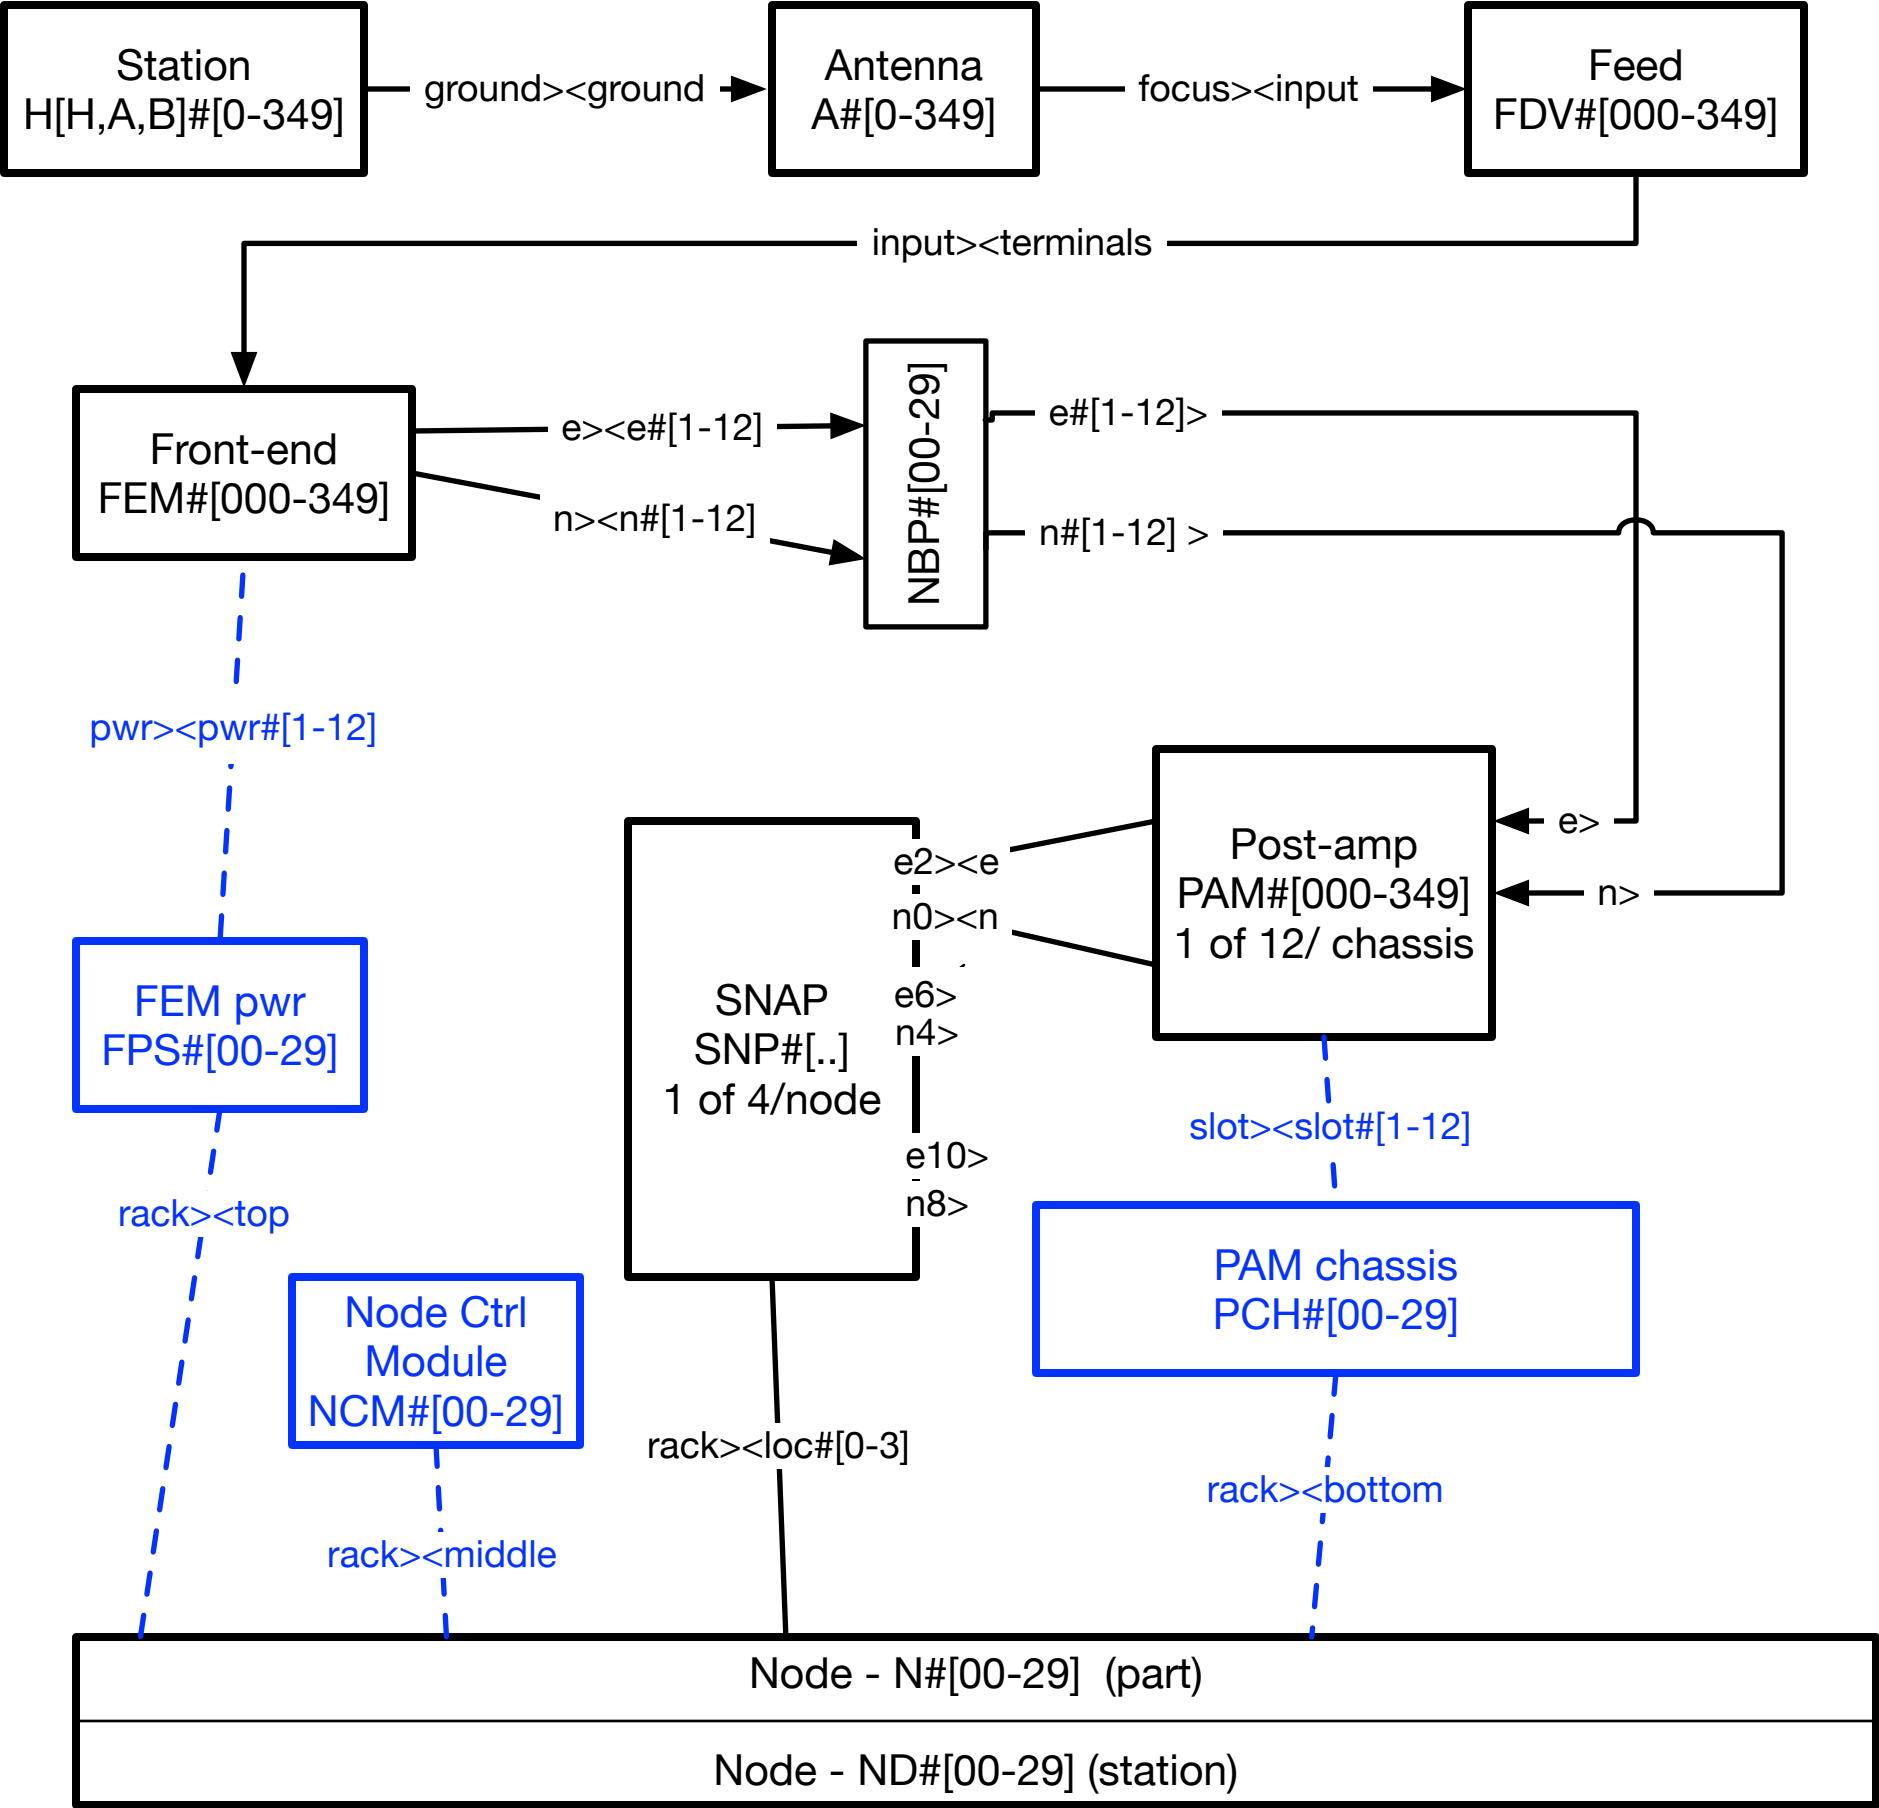 Station
H[H,A,B]#[0-349]
ground><ground
Antenna
A#[0-349]
focus><input
Feed
FDV#[000-349]
input><terminals
Front-end
FEM#[000-349]
e><e#[1-12]
n><n#[1-12]
NBP#[00-29]
e#[1-12]>
n#[1-12] >
pwr><pwr#[1-12]
e>
n>
Post-amp
PAM#[000-349]
1 of 12/ chassis
e2><e
n0><n
e6>
n4>
e10>
n8>
SNAP
SNP#[..]
1 of 4/node
FEM pwr
FPS#[00-29]
slot><slot#[1-12]
rack><top
PAM chassis
PCH#[00-29]
Node Ctrl
Module
NCM#[00-29]
rack><loc#[0-3]
rack><bottom
rack><middle
Node - N#[00-29]  (part)
Node - ND#[00-29] (station)